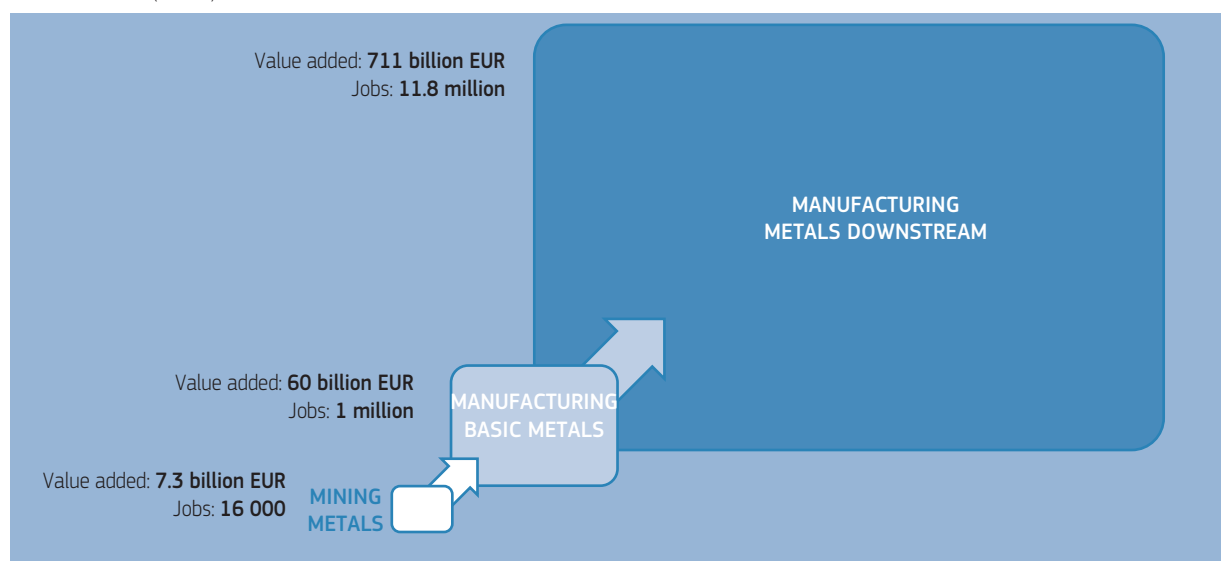 Value added: 711 billion EUR
Jobs: 11.8 million
MANUFACTURING
METALS DOWNSTREAM
Value added: 60 billion EUR
Jobs: 1 million
MANUFACTURING
BASIC METALS
Value added: 7.3 billion EUR
Jobs: 16 000
MINING
METALS